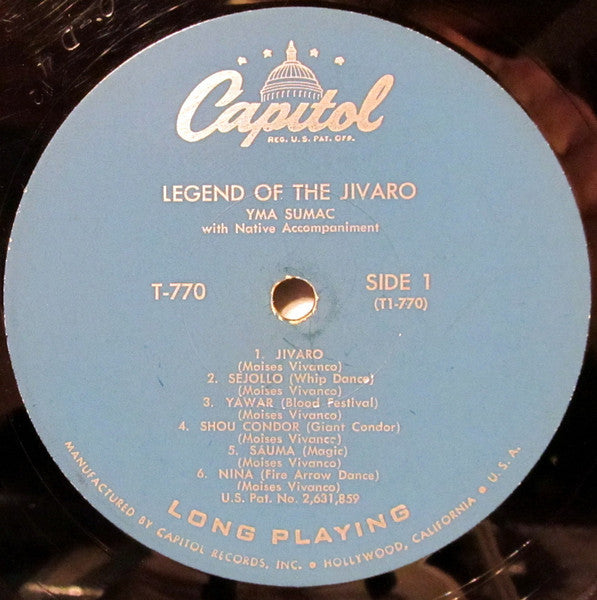 Capitol
REG. U.S. PAT. OFF.
LEGEND OF THE JIVARO
YMA SUMAC
with Native Accompaniment
T-770
SIDE 1
(T1-770)
1. JIVARO
(Moises Vivanco)
2. SEJOLLO (Whip Dance)
(Moises Vivanco)
3. YAWAR (Blood Festival)
(Moises Vivanco)
4. SHOU CONDOR (Giant Condor)
(Moises Vivanco)
5. SAUMA (Magic)
(Moises Vivanco)
6. NINA (Fire Arrow Dance)
(Moises Vivanco)
U.S. Pat. No. 2,631,859
LONG PLAYING
MANUFACTURED BY CAPITOL RECORDS, INC. • HOLLYWOOD, CALIFORNIA • U.S.A.